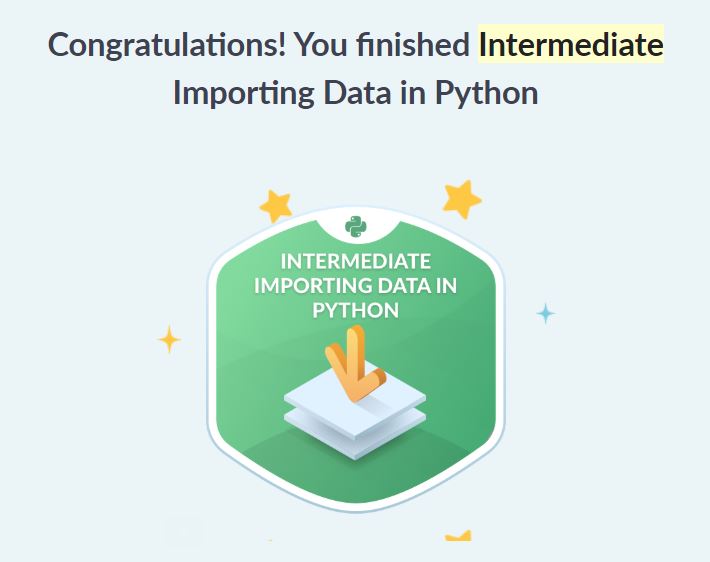 Congratulations! You finished Intermediate
Importing Data in Python
INTERMEDIATE
IMPORTING DATA IN
PYTHON